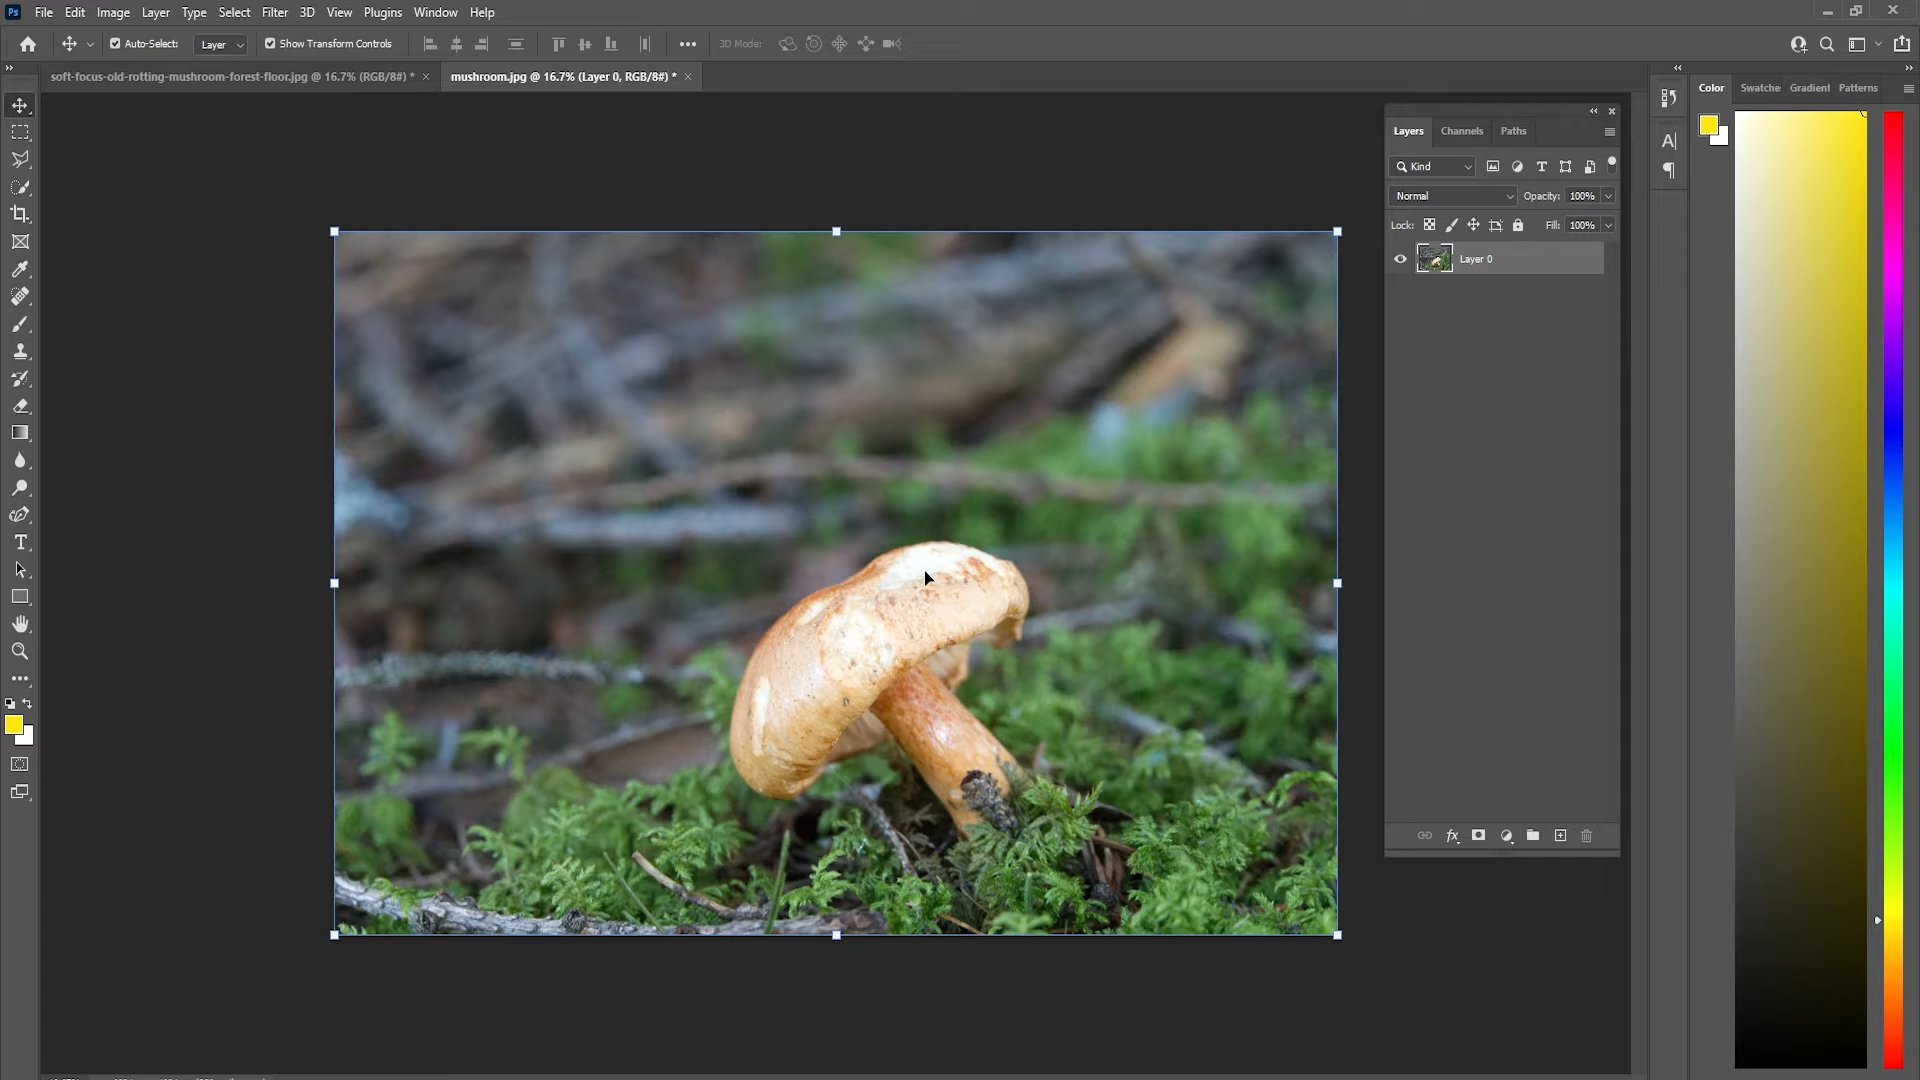 Ps File Edit Image Layer Type Select Filter 3D View Plugins Window Help
Auto-Select: Layer Show Transform Controls 3D Mode:
soft-focus-old-rotting-mushroom-forest-floor.jpg @ 16.7% (RGB/8#) * × mushroom.jpg @ 16.7% (Layer 0, RGB/8#) * ×
Color Swatche Gradient Patterns
Layers Channels Paths
Kind
Normal Opacity: 100%
Lock: Fill: 100%
Layer 0